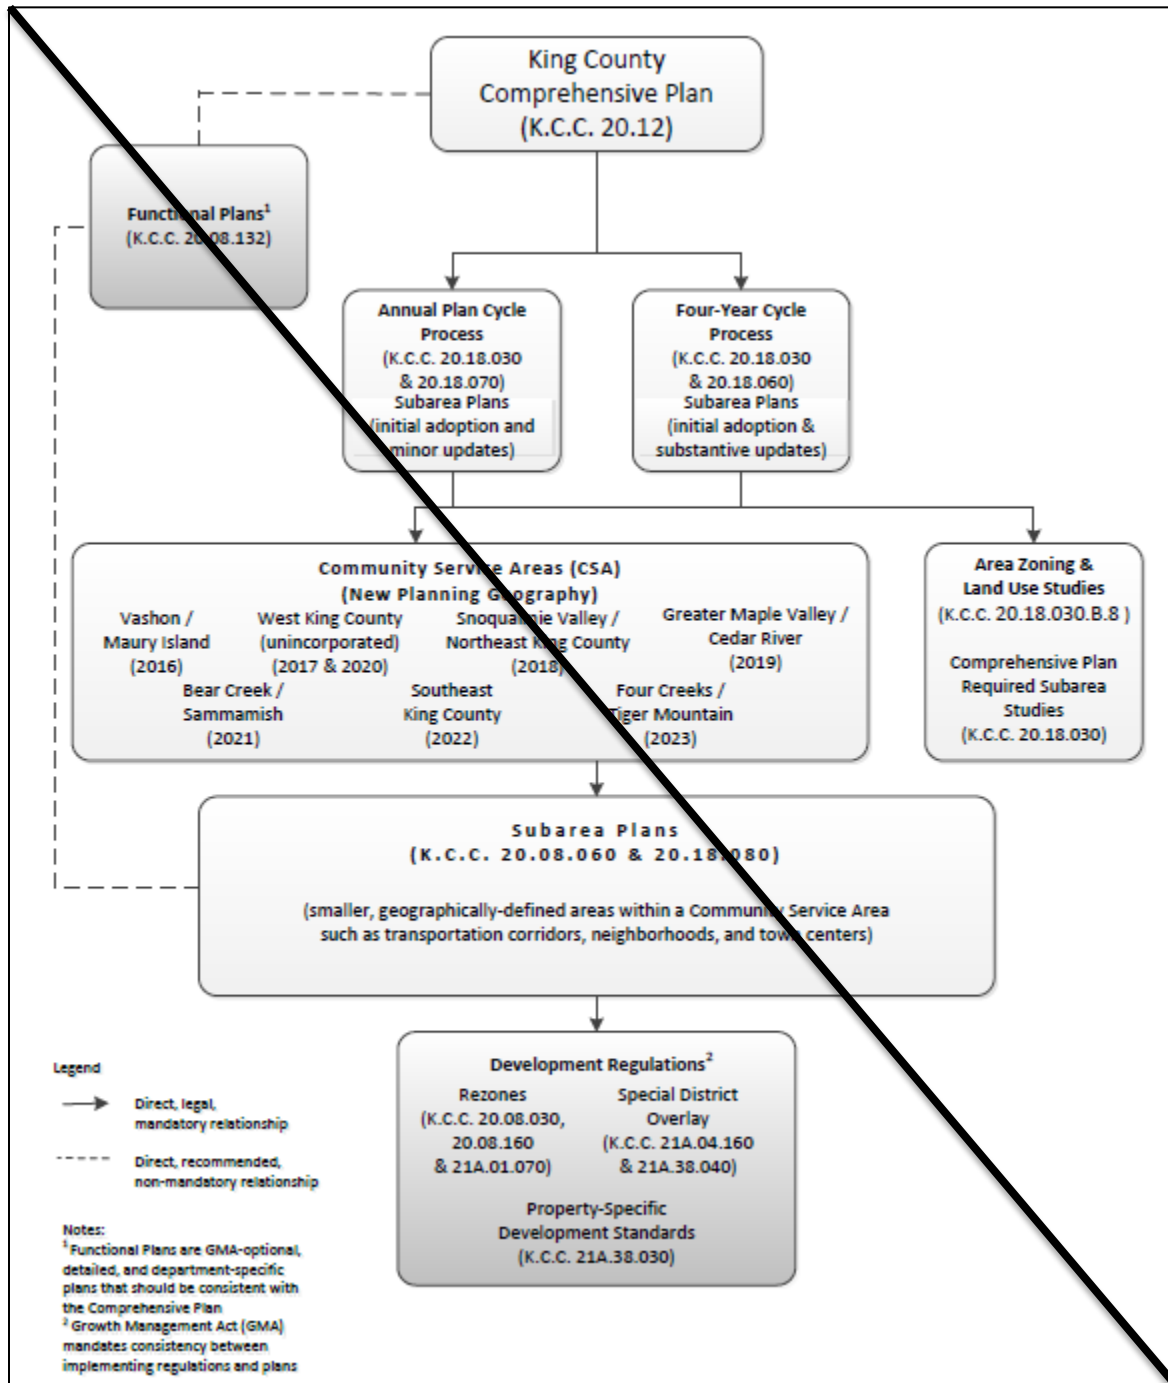 King County
Comprehensive Plan
(K.C.C. 20.12)
Functional Plans¹
(K.C.C. 20.08.132)
Annual Plan Cycle
Process
(K.C.C. 20.18.030
& 20.18.070)
Subarea Plans
(initial adoption and
minor updates)
Four-Year Cycle
Process
(K.C.C. 20.18.030
& 20.18.060)
Subarea Plans
(initial adoption &
substantive updates)
Community Service Areas (CSA)
(New Planning Geography)
Vashon /
Maury Island
(2016)
West King County
(unincorporated)
(2017 & 2020)
Snoqualmie Valley /
Northeast King County
(2018)
Greater Maple Valley /
Cedar River
(2019)
Bear Creek /
Sammamish
(2021)
Southeast
King County
(2022)
Four Creeks /
Tiger Mountain
(2023)
Area Zoning &
Land Use Studies
(K.C.C. 20.18.030.B.8 )
Comprehensive Plan
Required Subarea
Studies
(K.C.C. 20.18.030)
Subarea Plans
(K.C.C. 20.08.060 & 20.18.080)
(smaller, geographically-defined areas within a Community Service Area
such as transportation corridors, neighborhoods, and town centers)
Development Regulations²
Rezones
(K.C.C. 20.08.030,
20.08.160
& 21A.01.070)
Special District
Overlay
(K.C.C. 21A.04.160
& 21A.38.040)
Property-Specific
Development Standards
(K.C.C. 21A.38.030)
Legend
Direct, legal,
mandatory relationship
Direct, recommended,
non-mandatory relationship
Notes:
¹ Functional Plans are GMA-optional,
detailed, and department-specific
plans that should be consistent with
the Comprehensive Plan
² Growth Management Act (GMA)
mandates consistency between
implementing regulations and plans